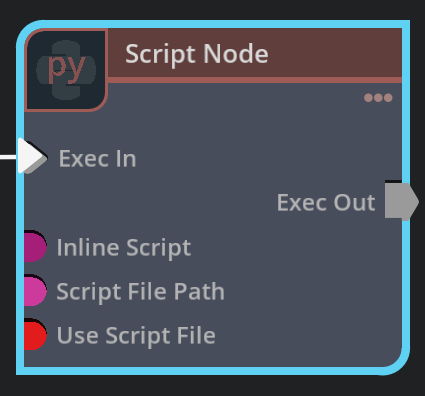 py
Script Node
Exec In
Exec Out
Inline Script
Script File Path
Use Script File